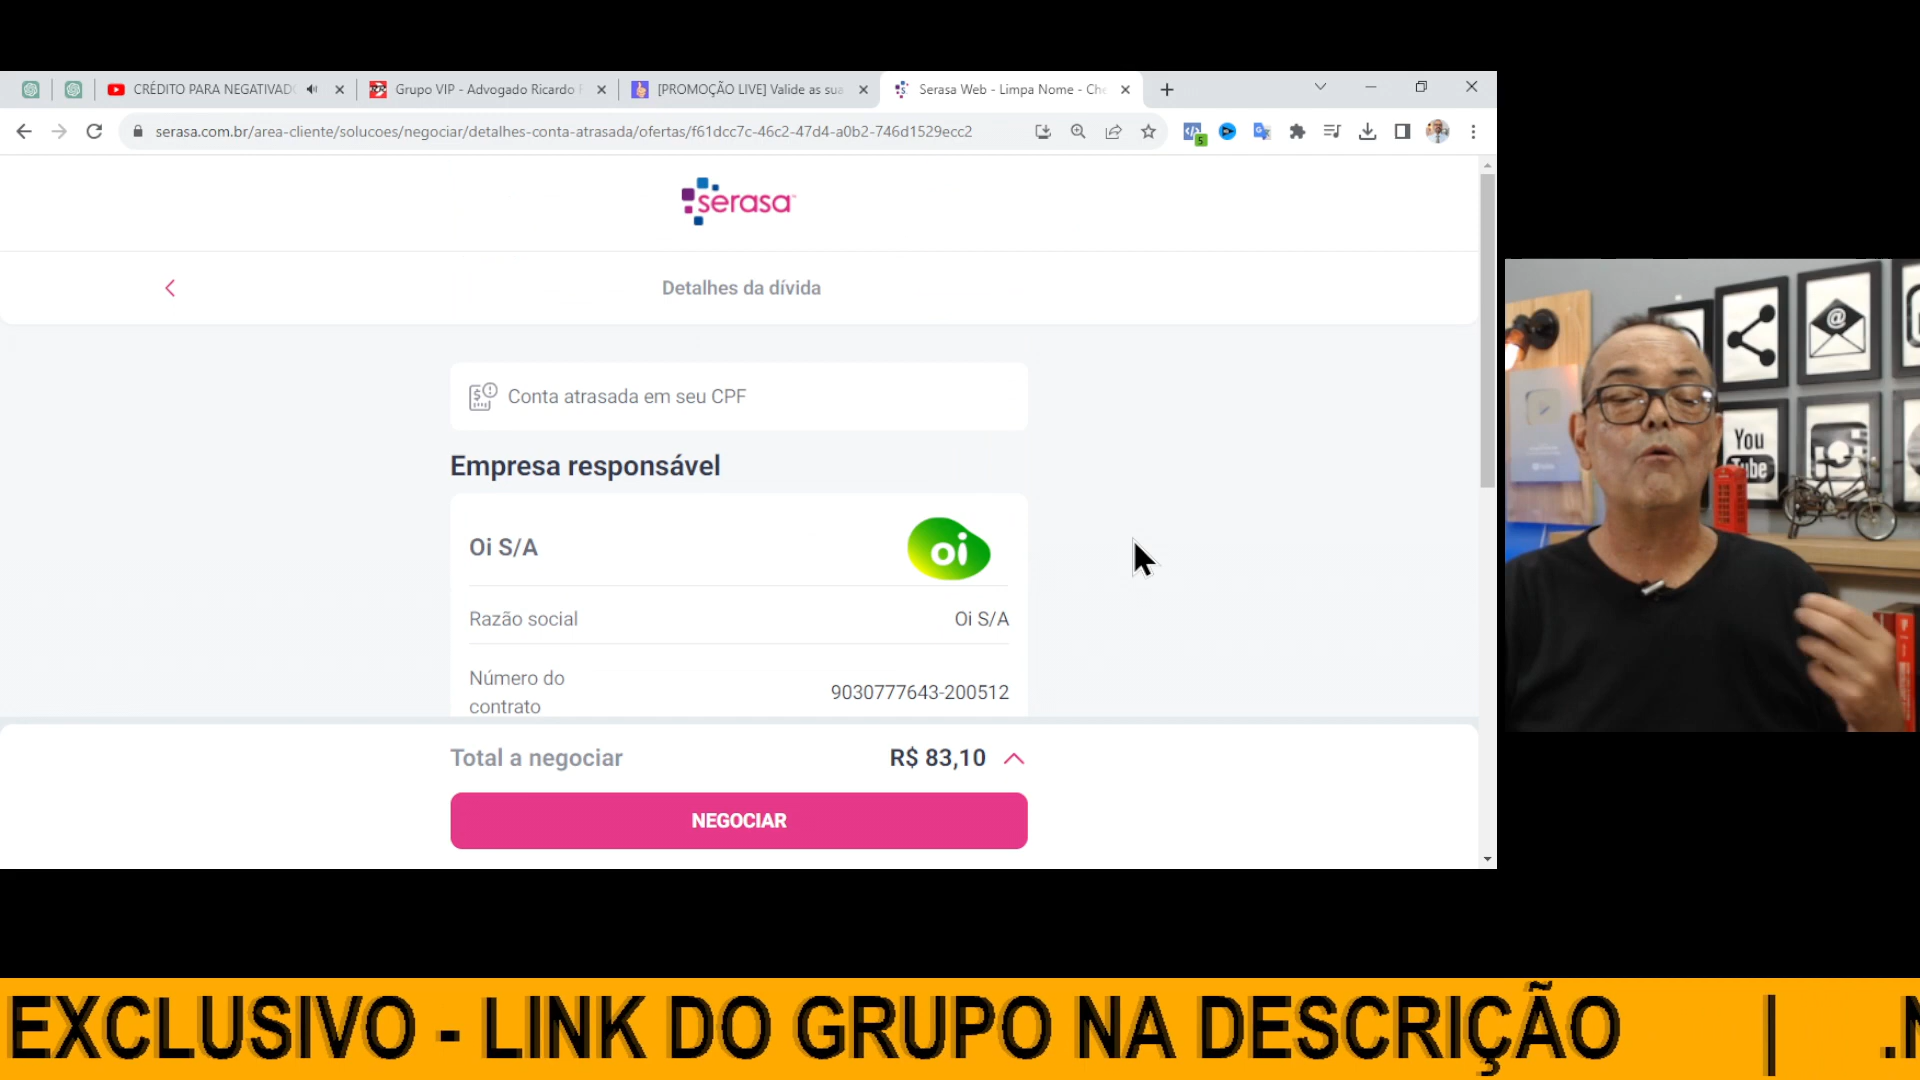 CRÉDITO PARA NEGATIVAD
Grupo VIP - Advogado Ricardo
[PROMOÇÃO LIVE] Valide as sua
Serasa Web - Limpa Nome - Che
serasa.com.br/area-cliente/solucoes/negociar/detalhes-conta-atrasada/ofertas/f61dcc7c-46c2-47d4-a0b2-746d1529ecc2
5
serasa
Detalhes da dívida
Conta atrasada em seu CPF
Empresa responsável
Oi S/A
oi
Razão social
Oi S/A
Número do
contrato
9030777643-200512
Total a negociar
R$ 83,10
NEGOCIAR
You
Tube
@
EXCLUSIVO - LINK DO GRUPO NA DESCRIÇÃO | .N